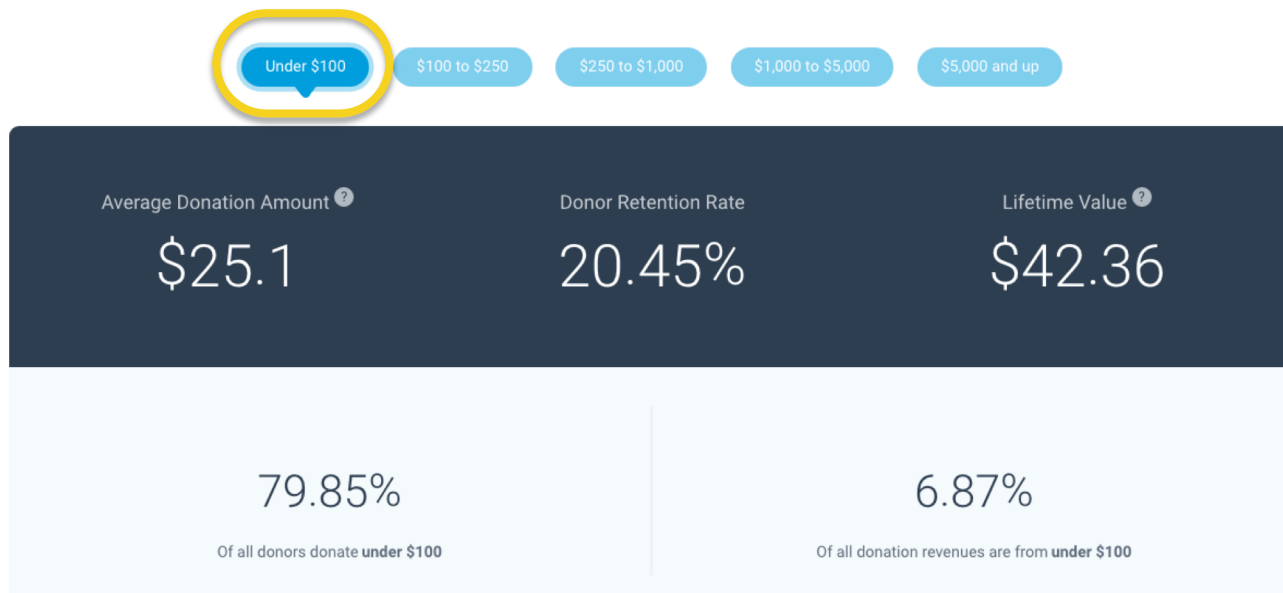 Under $100 $100 to $250 $250 to $1,000 $1,000 to $5,000 $5,000 and up
Average Donation Amount ? Donor Retention Rate Lifetime Value ?
$25.1 20.45% $42.36
79.85% 6.87%
Of all donors donate under $100 Of all donation revenues are from under $100